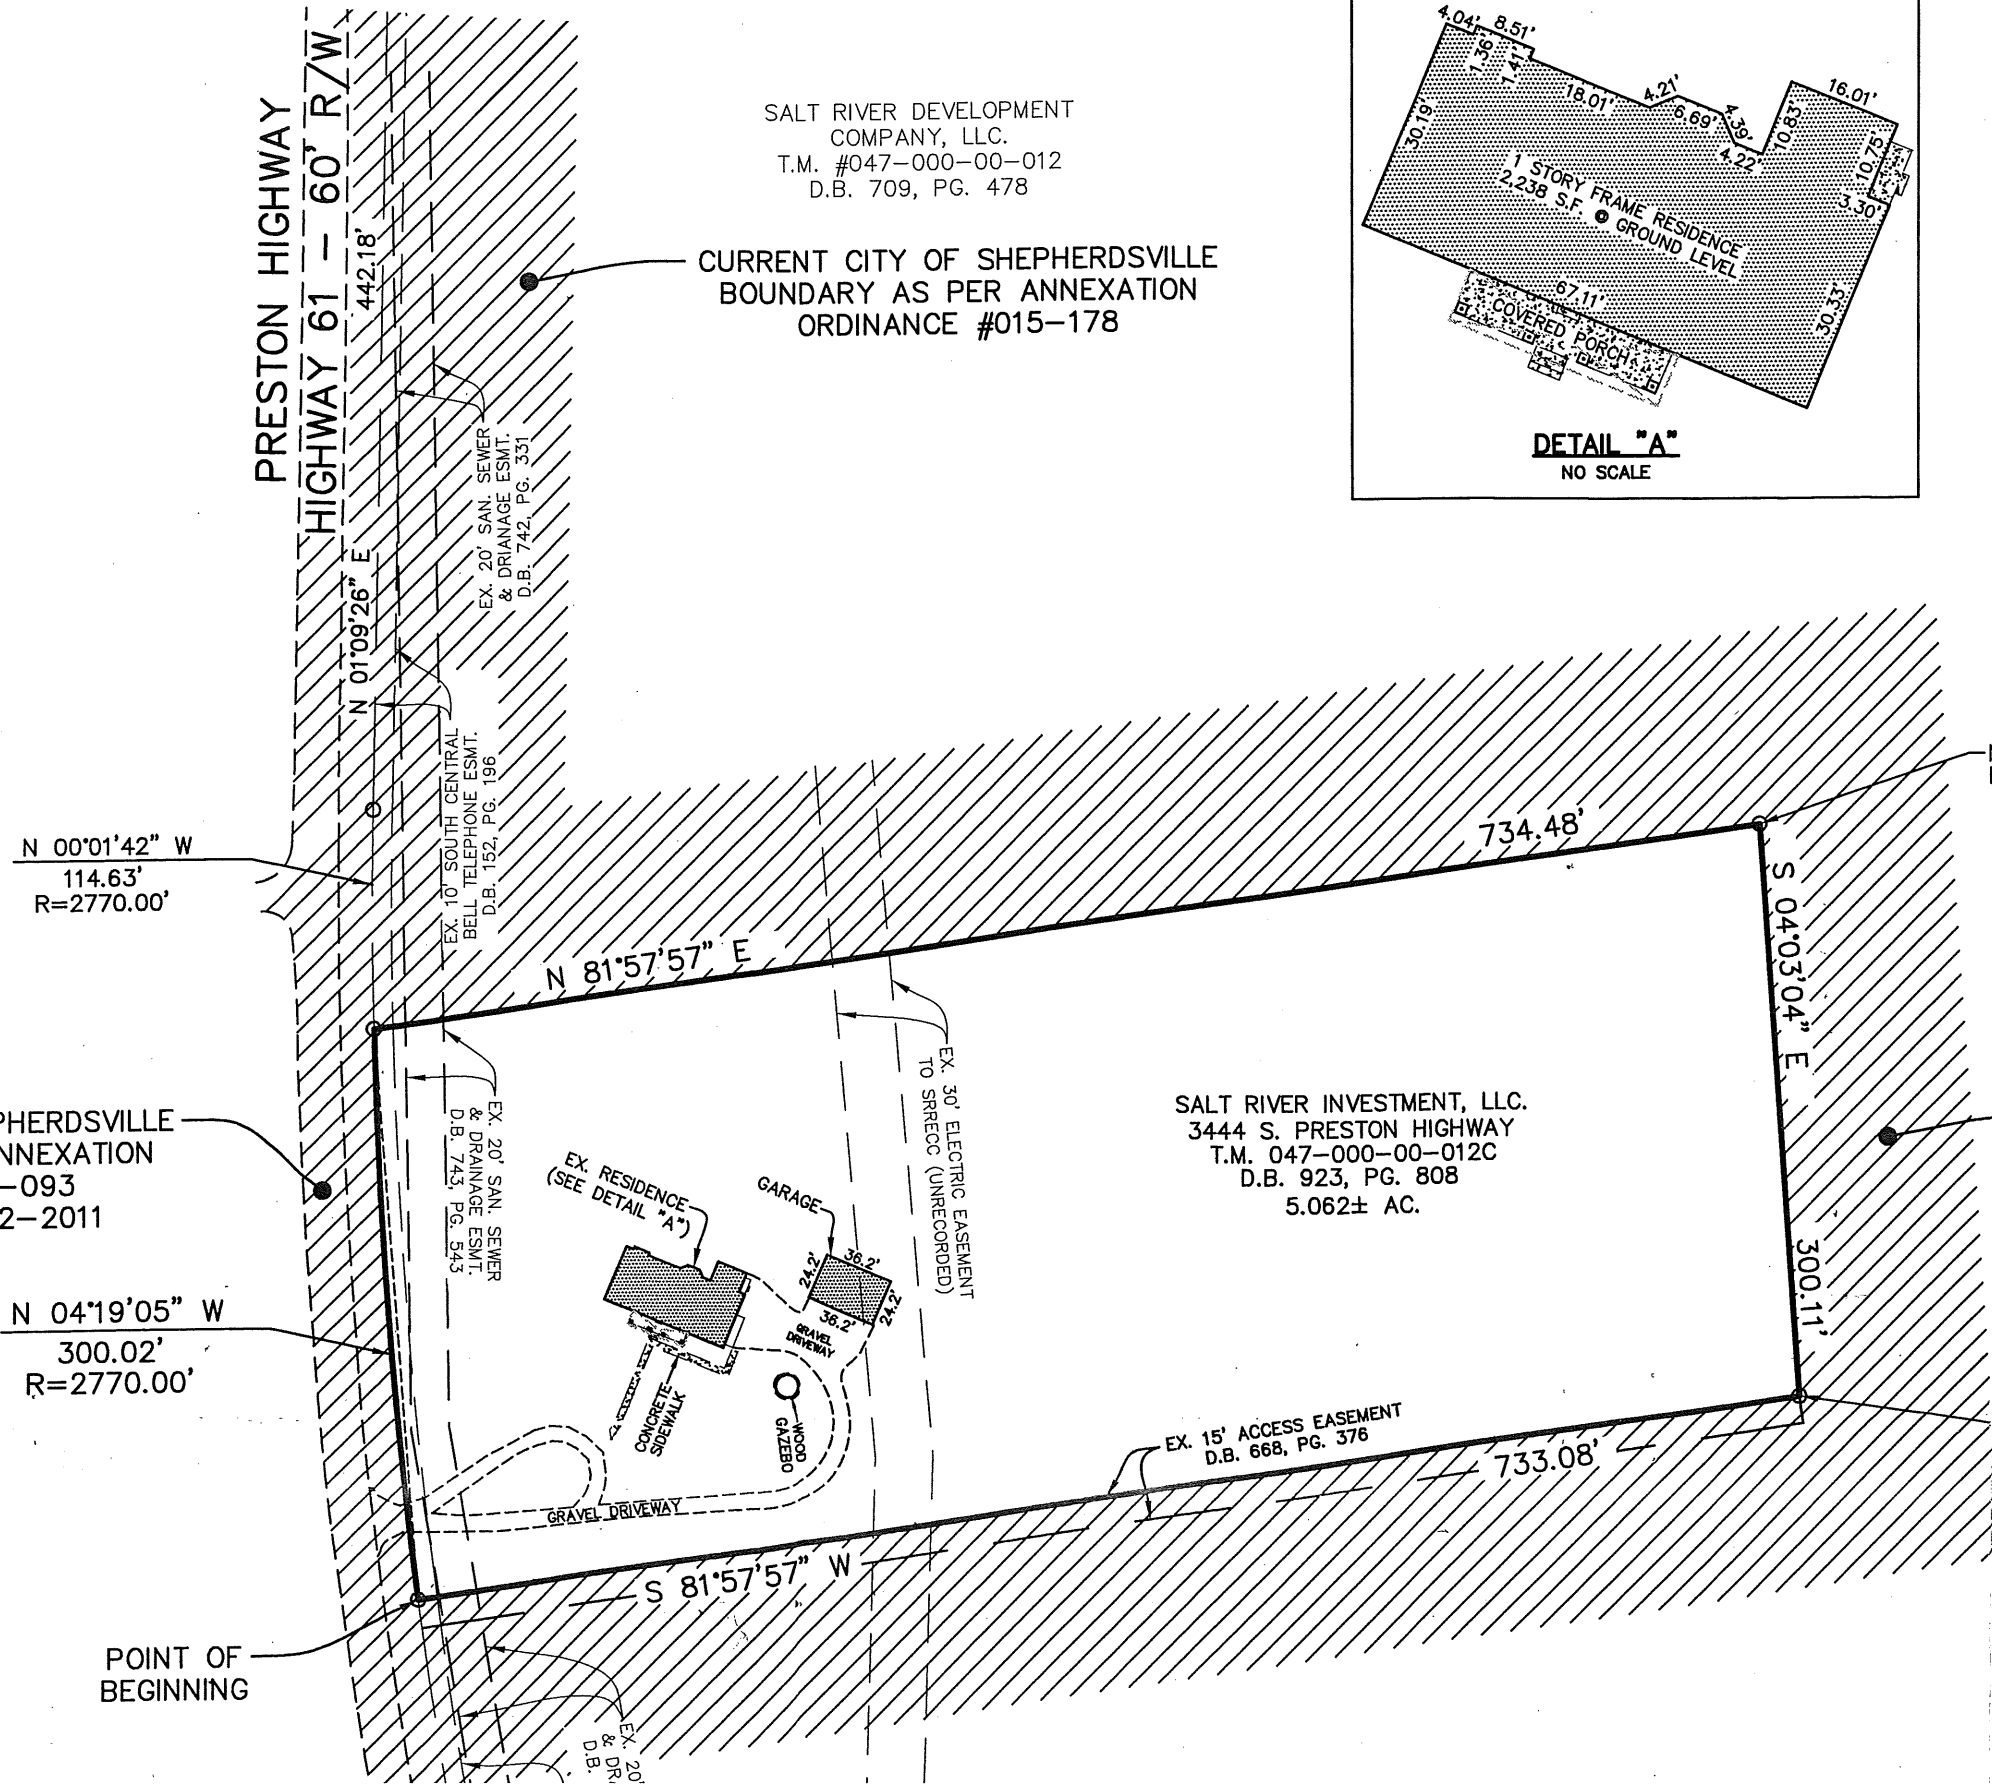 PRESTON HIGHWAY
HIGHWAY 61 – 60' R/W
442.18'
N 01°09'26" E
SALT RIVER DEVELOPMENT
COMPANY, LLC.
T.M. #047–000–00–012
D.B. 709, PG. 478
CURRENT CITY OF SHEPHERDSVILLE
BOUNDARY AS PER ANNEXATION
ORDINANCE #015–178
4.04'
8.51'
1.36'
1.41'
18.01'
4.21'
6.69'
4.39'
4.22'
10.83'
16.01'
10.75'
3.30'
30.19'
30.33'
67.11'
1 STORY FRAME RESIDENCE
2,238 S.F. @ GROUND LEVEL
COVERED PORCH
DETAIL "A"
NO SCALE
EX. 20' SAN. SEWER
& DRIANAGE ESMT.
D.B. 742, PG. 331
EX. 10' SOUTH CENTRAL
BELL TELEPHONE ESMT.
D.B. 152, PG. 196
N 00°01'42" W
114.63'
R=2770.00'
N 81°57'57" E
734.48'
S 04°03'04" E
300.11'
PHERDSVILLE
NNEXATION
–093
2–2011
N 04°19'05" W
300.02'
R=2770.00'
EX. 20' SAN. SEWER
& DRAINAGE ESMT.
D.B. 743, PG. 543
EX. 30' ELECTRIC EASEMENT
TO SRRECC (UNRECORDED)
SALT RIVER INVESTMENT, LLC.
3444 S. PRESTON HIGHWAY
T.M. 047–000–00–012C
D.B. 923, PG. 808
5.062± AC.
EX. RESIDENCE
(SEE DETAIL "A")
GARAGE
36.2'
24.2'
36.2'
24.2'
GRAVEL
DRIVEWAY
CONCRETE
SIDEWALK
WOOD
GAZEBO
GRAVEL DRIVEWAY
EX. 15' ACCESS EASEMENT
D.B. 668, PG. 376
733.08'
S 81°57'57" W
POINT OF
BEGINNING
EX. 20'
& DR
D.B.